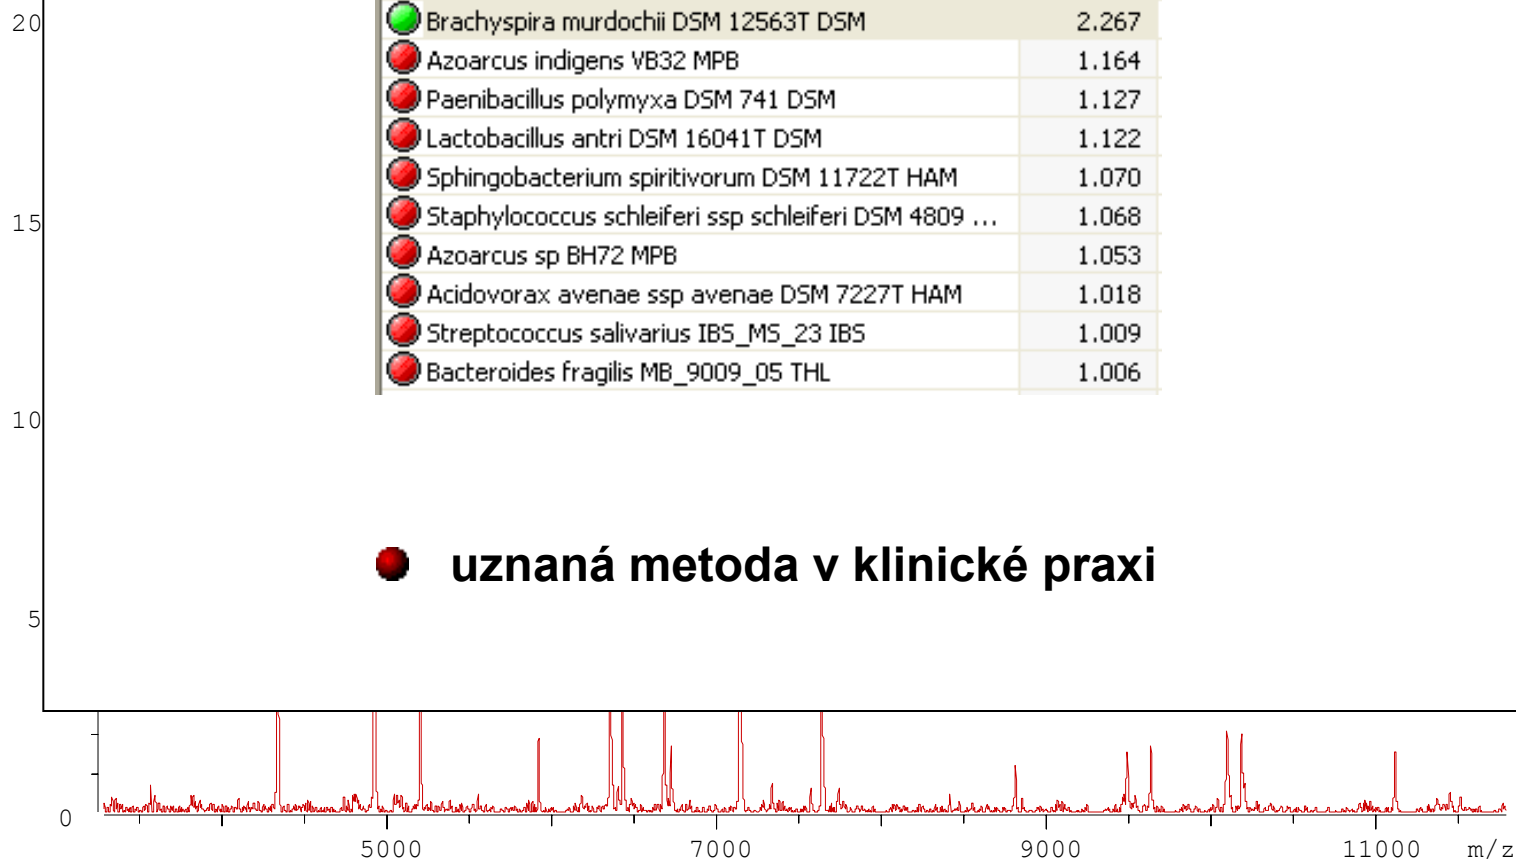 20
Brachyspira murdochii DSM 12563T DSM 2.267
Azoarcus indigens VB32 MPB 1.164
Paenibacillus polymyxa DSM 741 DSM 1.127
Lactobacillus antri DSM 16041T DSM 1.122
Sphingobacterium spiritivorum DSM 11722T HAM 1.070
15
Staphylococcus schleiferi ssp schleiferi DSM 4809 ... 1.068
Azoarcus sp BH72 MPB 1.053
Acidovorax avenae ssp avenae DSM 7227T HAM 1.018
Streptococcus salivarius IBS_MS_23 IBS 1.009
Bacteroides fragilis MB_9009_05 THL 1.006
10
uznaná metoda v klinické praxi
5
0
5000 7000 9000 11000 m/z